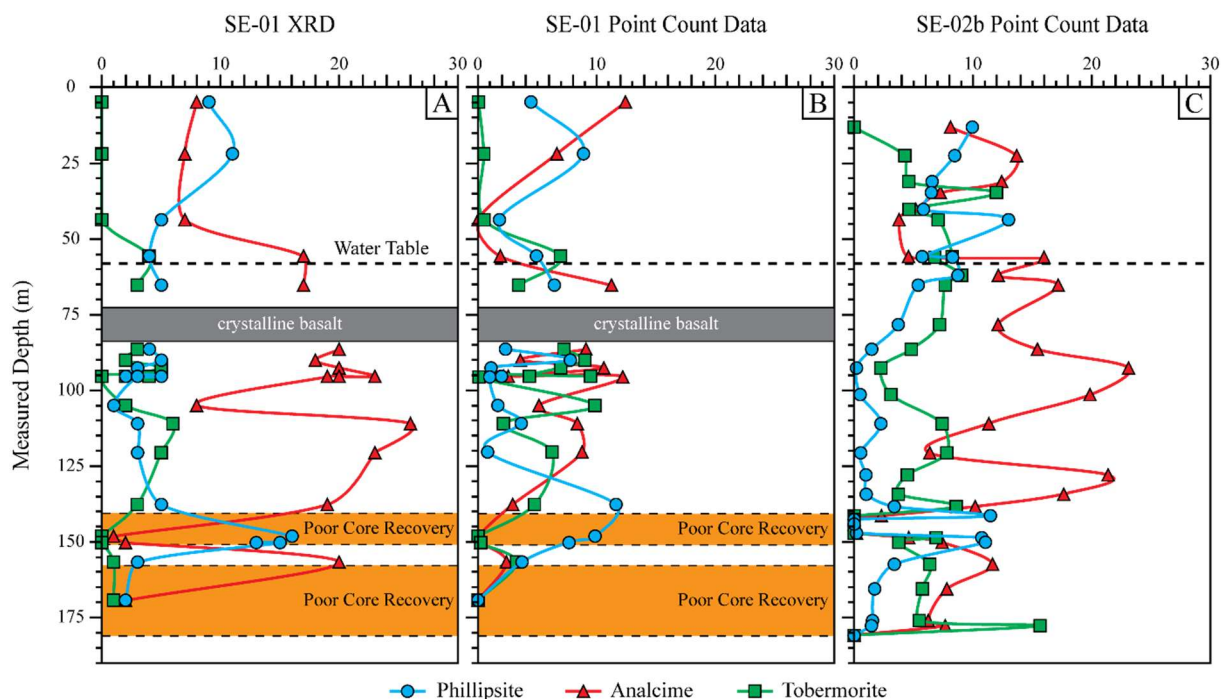 SE-01 XRD
SE-01 Point Count Data
SE-02b Point Count Data
0 10 20 30
0 10 20 30
0 10 20 30
A
B
C
Measured Depth (m)
0
25
50
75
100
125
150
175
Water Table
crystalline basalt
crystalline basalt
Poor Core Recovery
Poor Core Recovery
Poor Core Recovery
Poor Core Recovery
Phillipsite Analcime Tobermorite